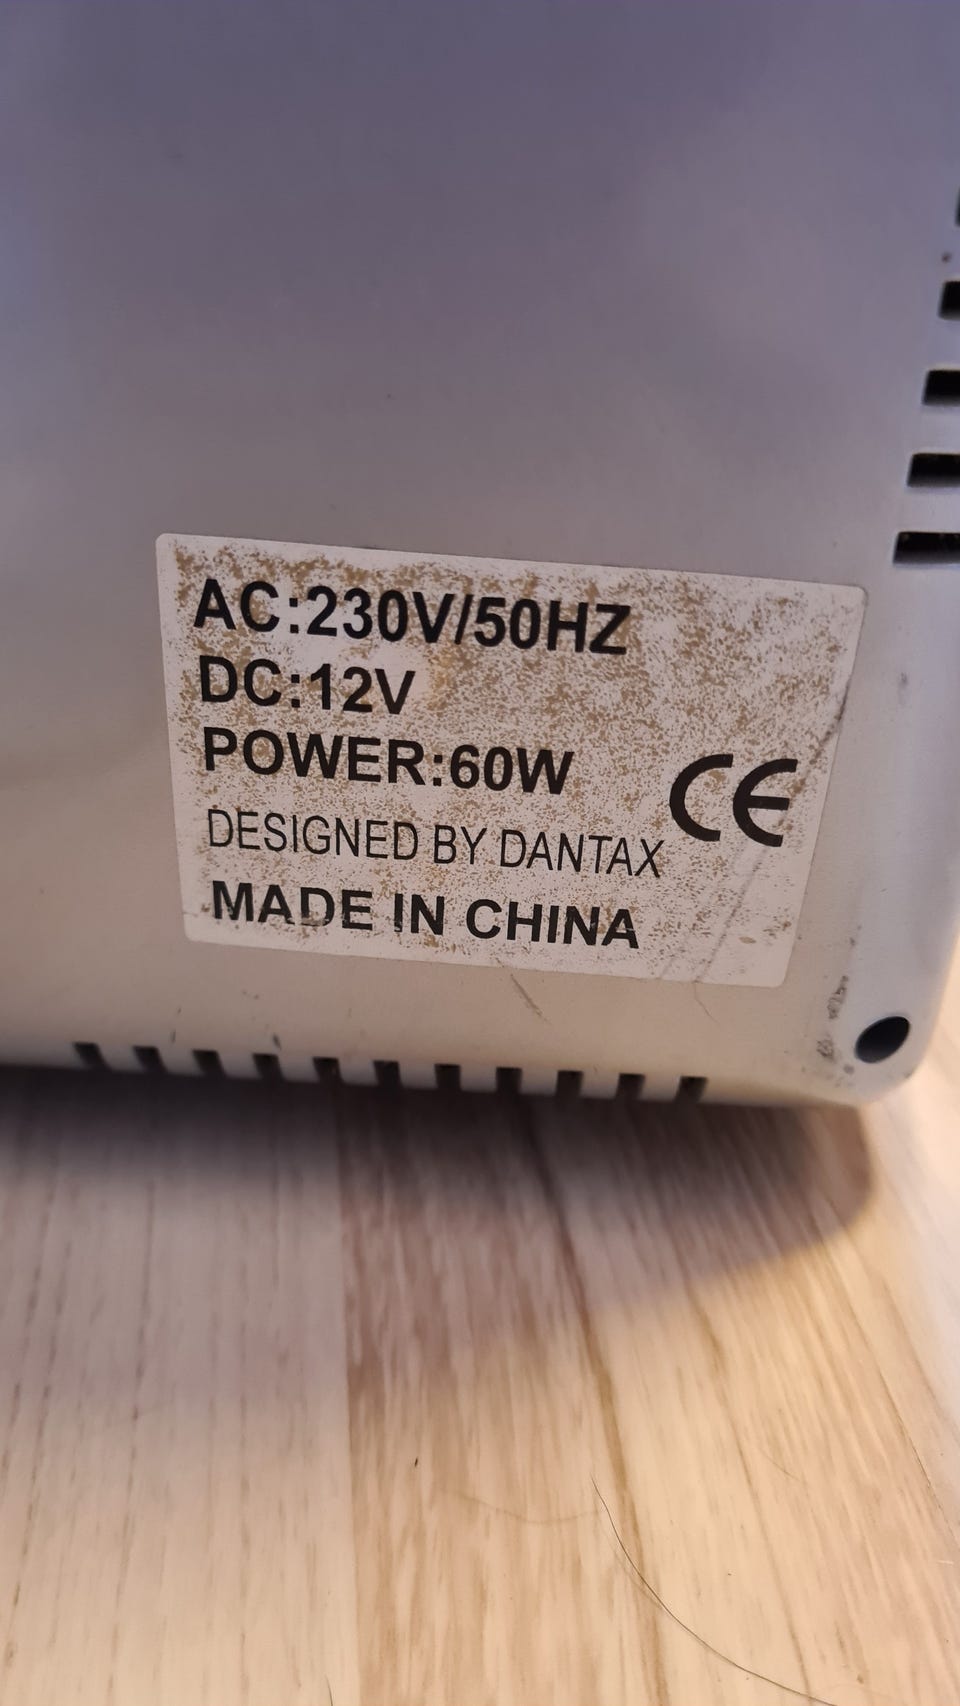 AC:230V/50HZ
DC:12V
POWER:60W
CE
DESIGNED BY DANTAX
MADE IN CHINA